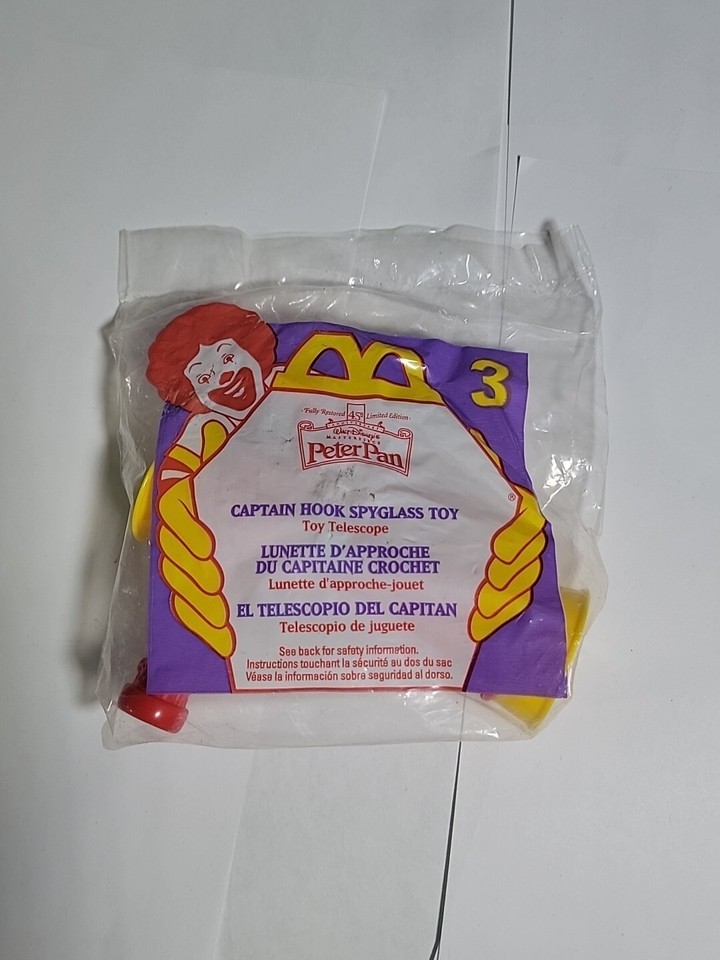 3
·Fully Restored 45th Limited Edition·
ANNIVERSARY
Walt Disney's
MASTERPIECE
Peter Pan
®
CAPTAIN HOOK SPYGLASS TOY
Toy Telescope
LUNETTE D'APPROCHE
DU CAPITAINE CROCHET
Lunette d'approche-jouet
EL TELESCOPIO DEL CAPITAN
Telescopio de juguete
See back for safety information.
Instructions touchant la sécurité au dos du sac
Véase la información sobre seguridad al dorso.